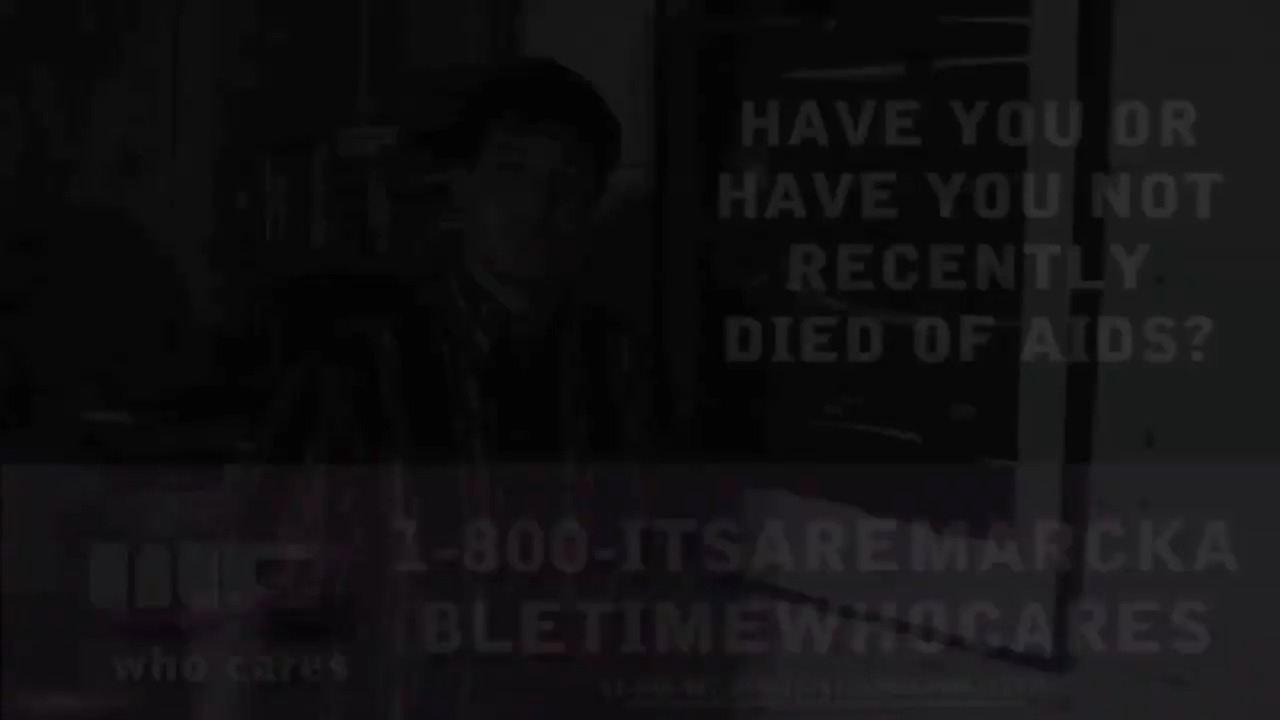 HAVE YOU OR
HAVE YOU NOT
RECENTLY
DIED OF AIDS?
1-800-ITSAREMARCKA
BLETIMEWHOCARES
who cares